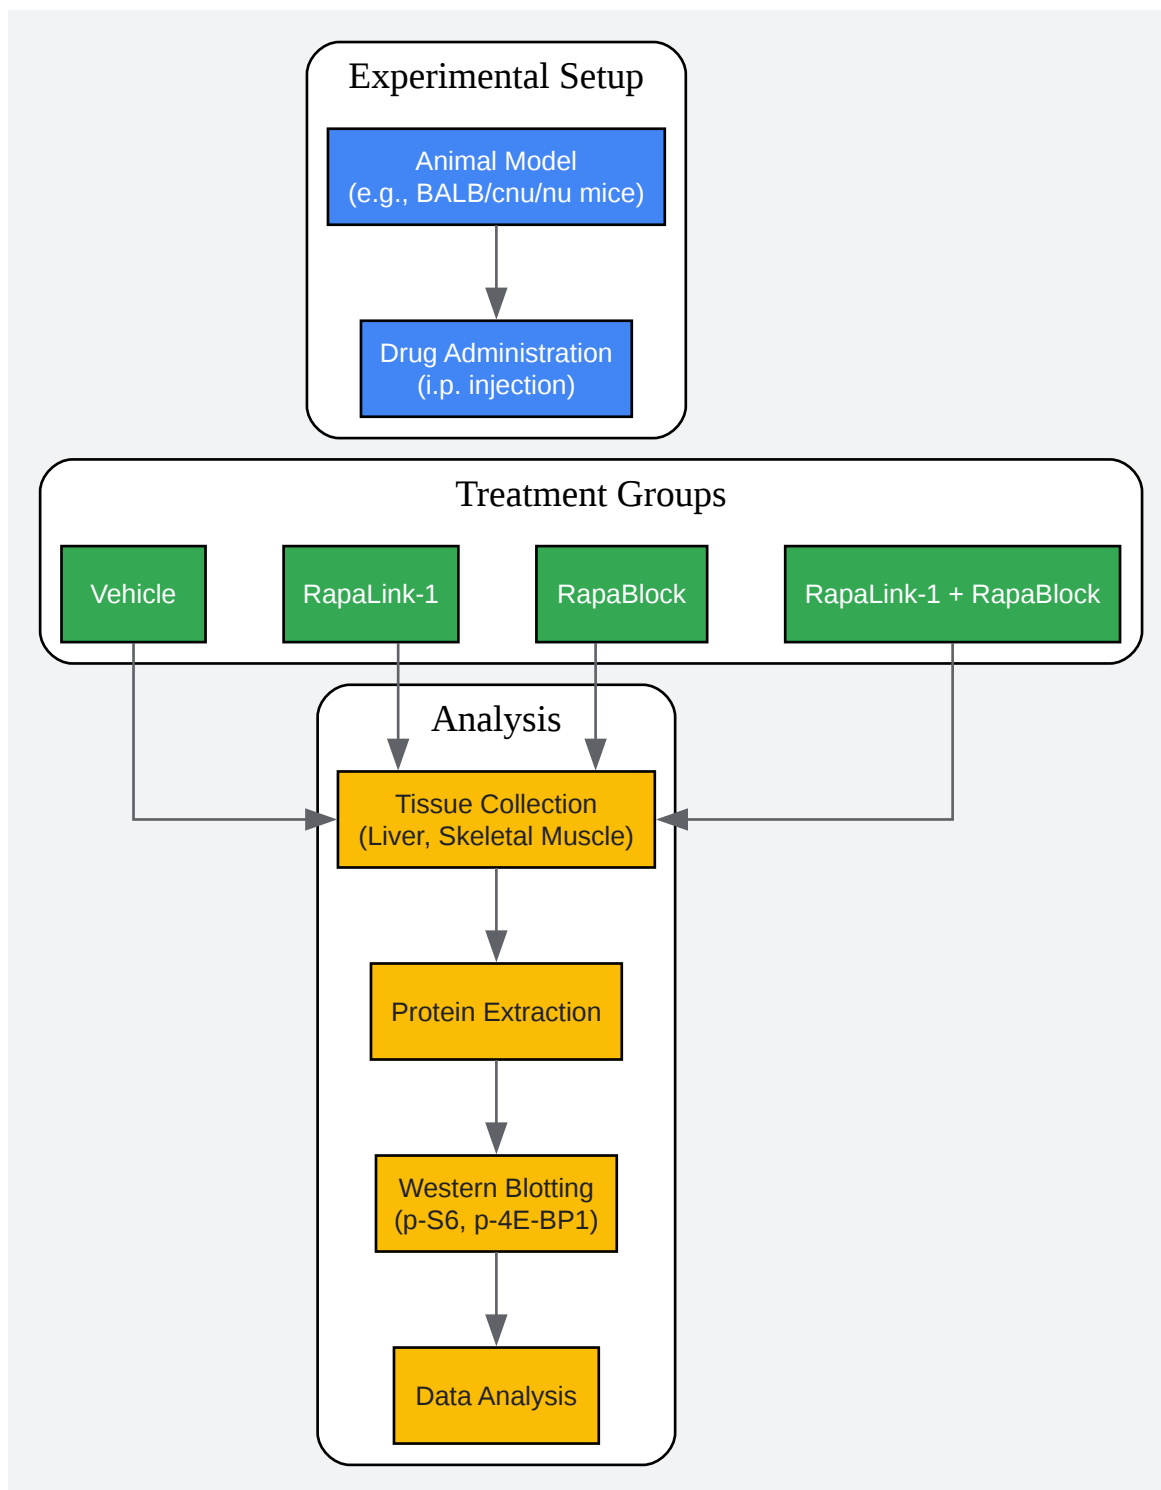 Experimental Setup
Animal Model
(e.g., BALB/cnu/nu mice)
Drug Administration
(i.p. injection)
Treatment Groups
Vehicle
RapaLink-1
RapaBlock
RapaLink-1 + RapaBlock
Analysis
Tissue Collection
(Liver, Skeletal Muscle)
Protein Extraction
Western Blotting
(p-S6, p-4E-BP1)
Data Analysis